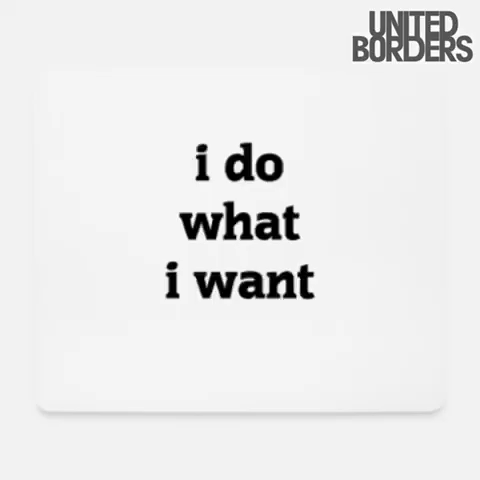 UNITED
BORDERS
i do
what
i want